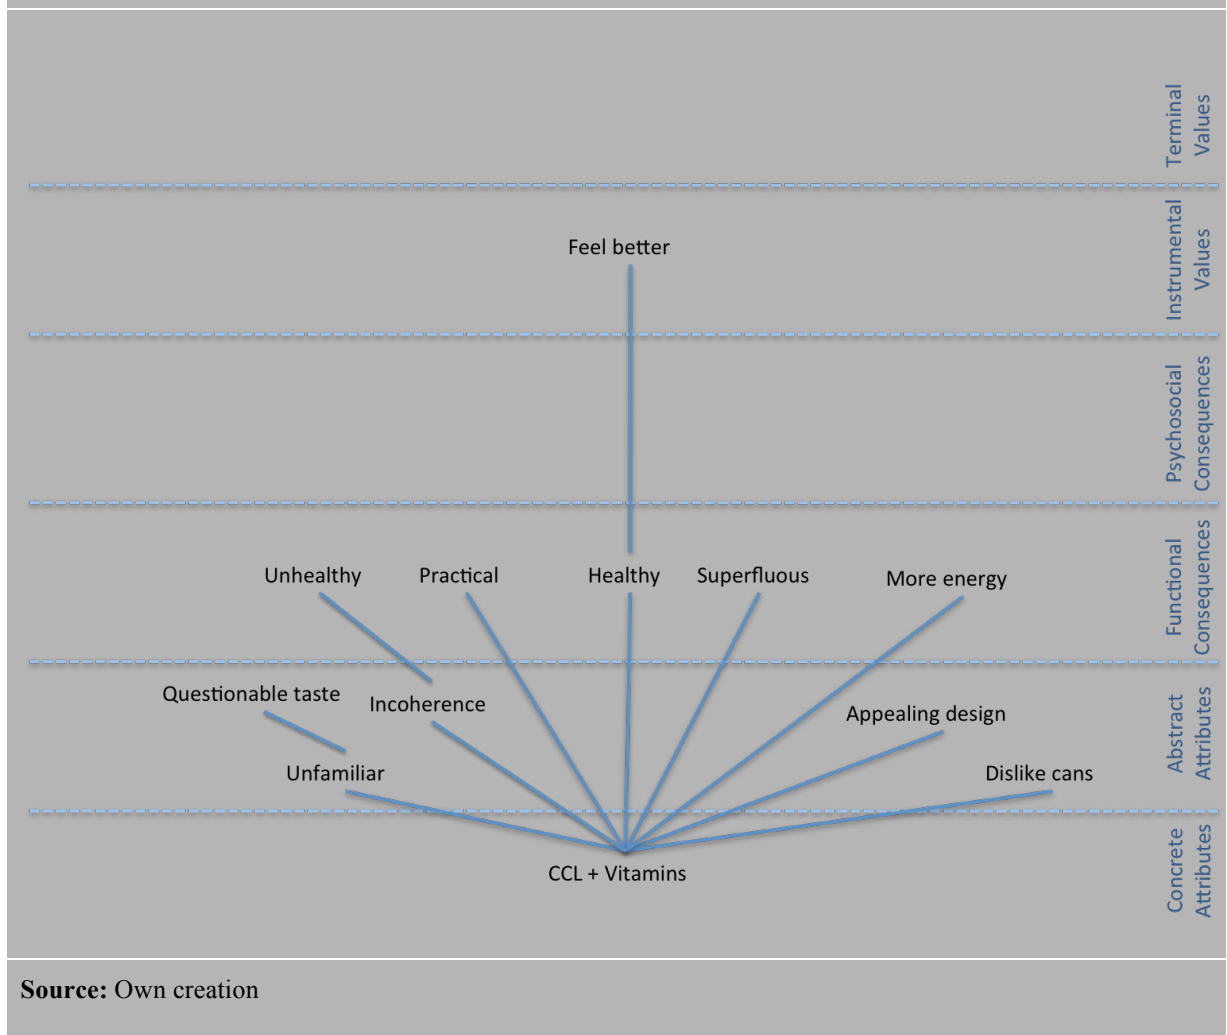 Terminal
Values
Feel better
Instrumental
Values
Psychosocial
Consequences
Unhealthy
Practical
Healthy
Superfluous
More energy
Functional
Consequences
Questionable taste
Incoherence
Appealing design
Unfamiliar
Dislike cans
Abstract
Attributes
CCL + Vitamins
Concrete
Attributes
Source: Own creation